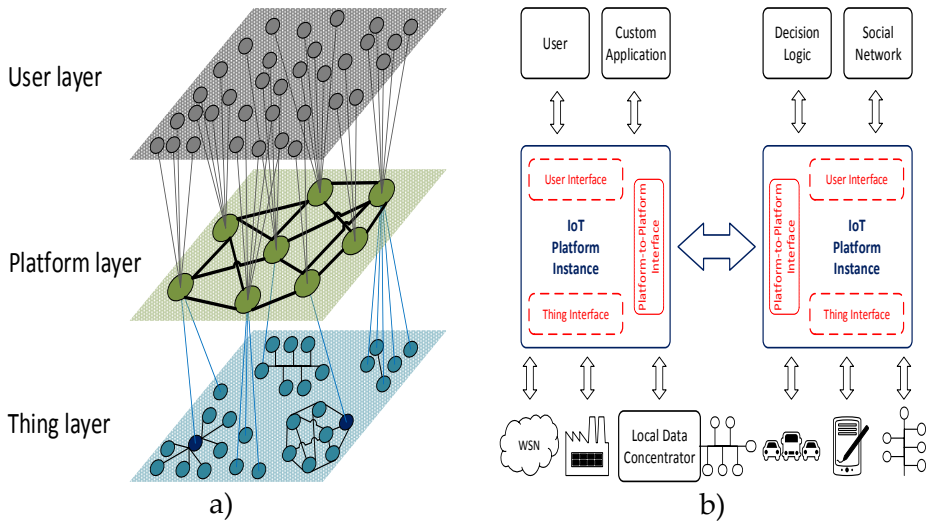 User layer
Platform layer
Thing layer
a)
User
Custom
Application
Decision
Logic
Social
Network
User Interface
IoT
Platform
Instance
Platform-to-Platform
Interface
Thing Interface
Platform-to-Platform
Interface
User Interface
IoT
Platform
Instance
Thing Interface
WSN
Local Data
Concentrator
b)